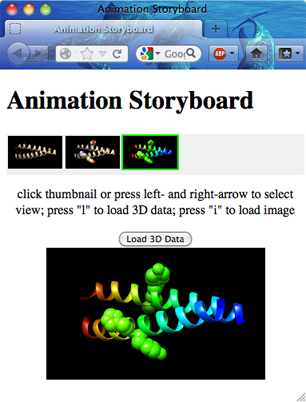 Animation Storyboard
Animation Storyboard
Goog
ABP
Animation Storyboard
click thumbnail or press left- and right-arrow to select
view; press "l" to load 3D data; press "i" to load image
Load 3D Data